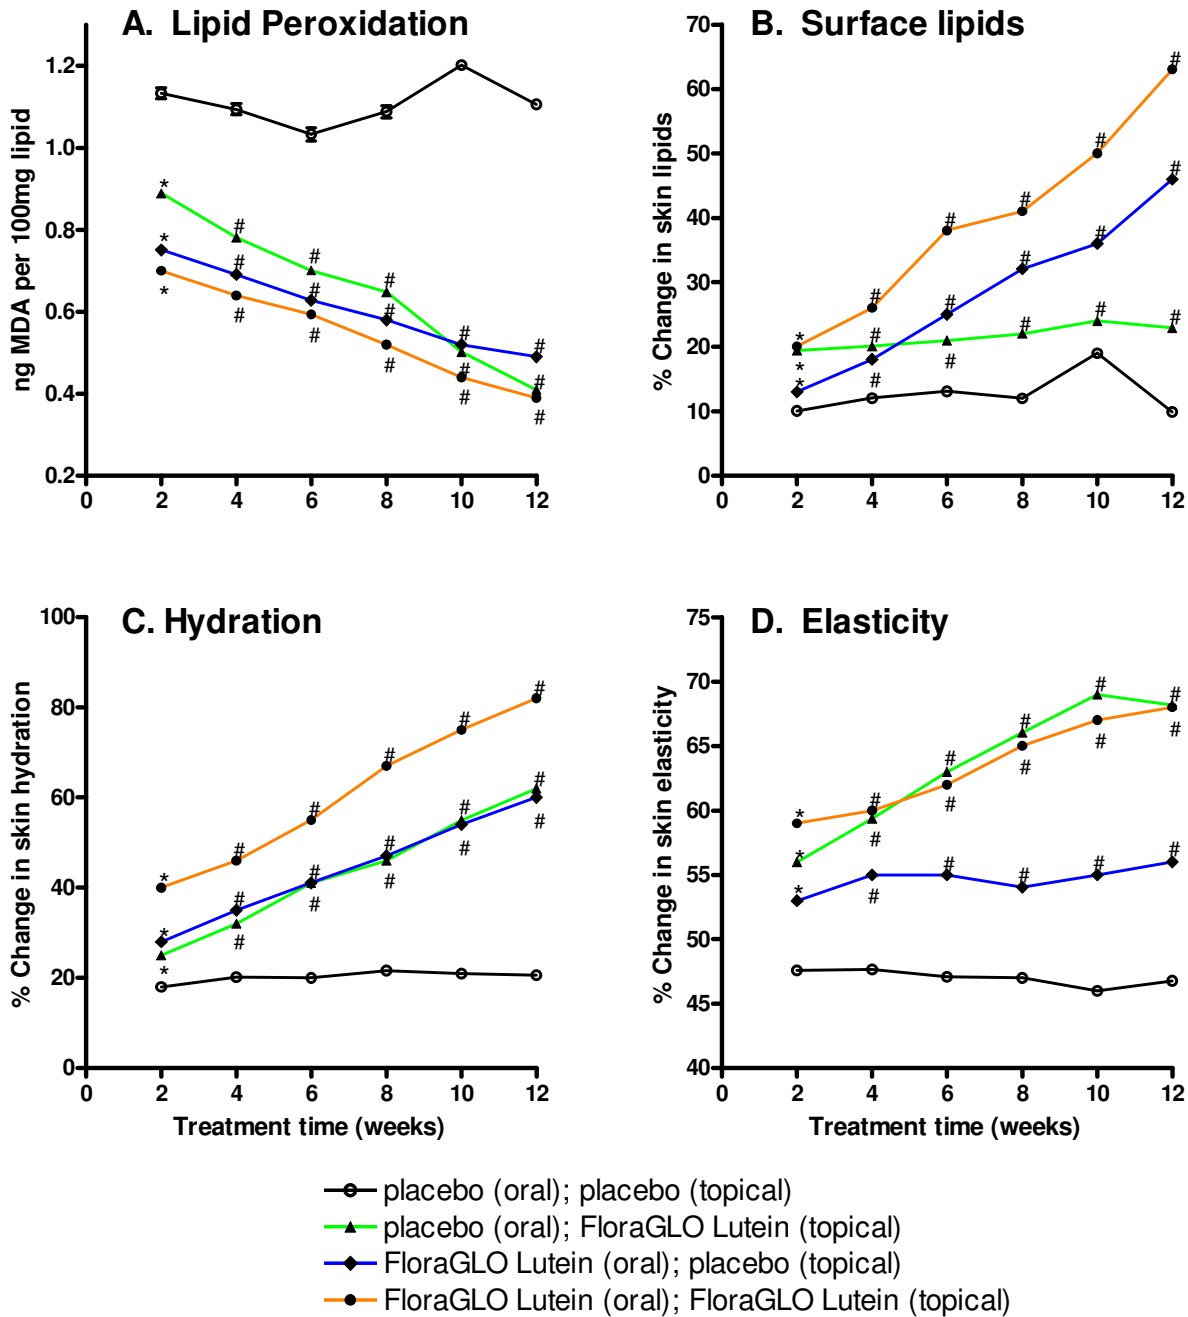 A. Lipid Peroxidation
ng MDA per 100mg lipid
1.2
1.0
0.8
0.6
0.4
0.2
* # # # # #
* # # # # #
* # # # # #
0 2 4 6 8 10 12
B. Surface lipids
% Change in skin lipids
70
60
50
40
30
20
10
0
* # # # # #
* # # # # #
* # # # # #
0 2 4 6 8 10 12
C. Hydration
% Change in skin hydration
100
80
60
40
20
0
* # # # # #
* # # # # #
* # # # # #
0 2 4 6 8 10 12
Treatment time (weeks)
D. Elasticity
% Change in skin elasticity
75
70
65
60
55
50
45
40
* # # # # #
* # # # # #
* # # # # #
0 2 4 6 8 10 12
Treatment time (weeks)
placebo (oral); placebo (topical)
placebo (oral); FloraGLO Lutein (topical)
FloraGLO Lutein (oral); placebo (topical)
FloraGLO Lutein (oral); FloraGLO Lutein (topical)